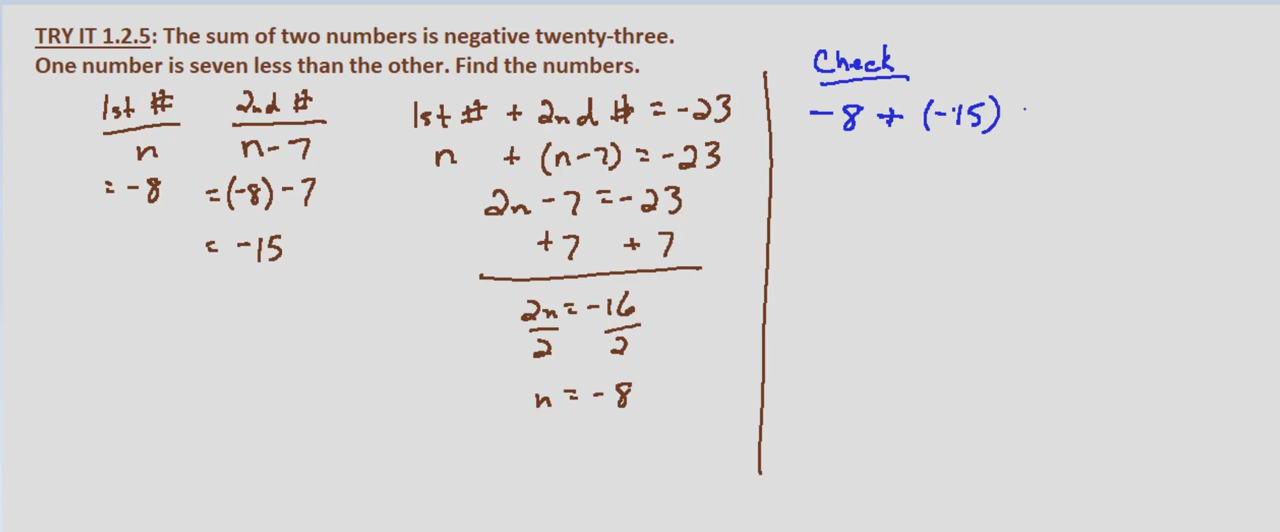 TRY IT 1.2.5: The sum of two numbers is negative twenty-three.
One number is seven less than the other. Find the numbers.
1st # 2nd #
n n-7
= -8 = (-8) - 7
= -15
1st # + 2nd # = -23
n + (n-7) = -23
2n - 7 = -23
+7 +7
2n = -16
2 2
n = -8
Check
-8 + (-15)